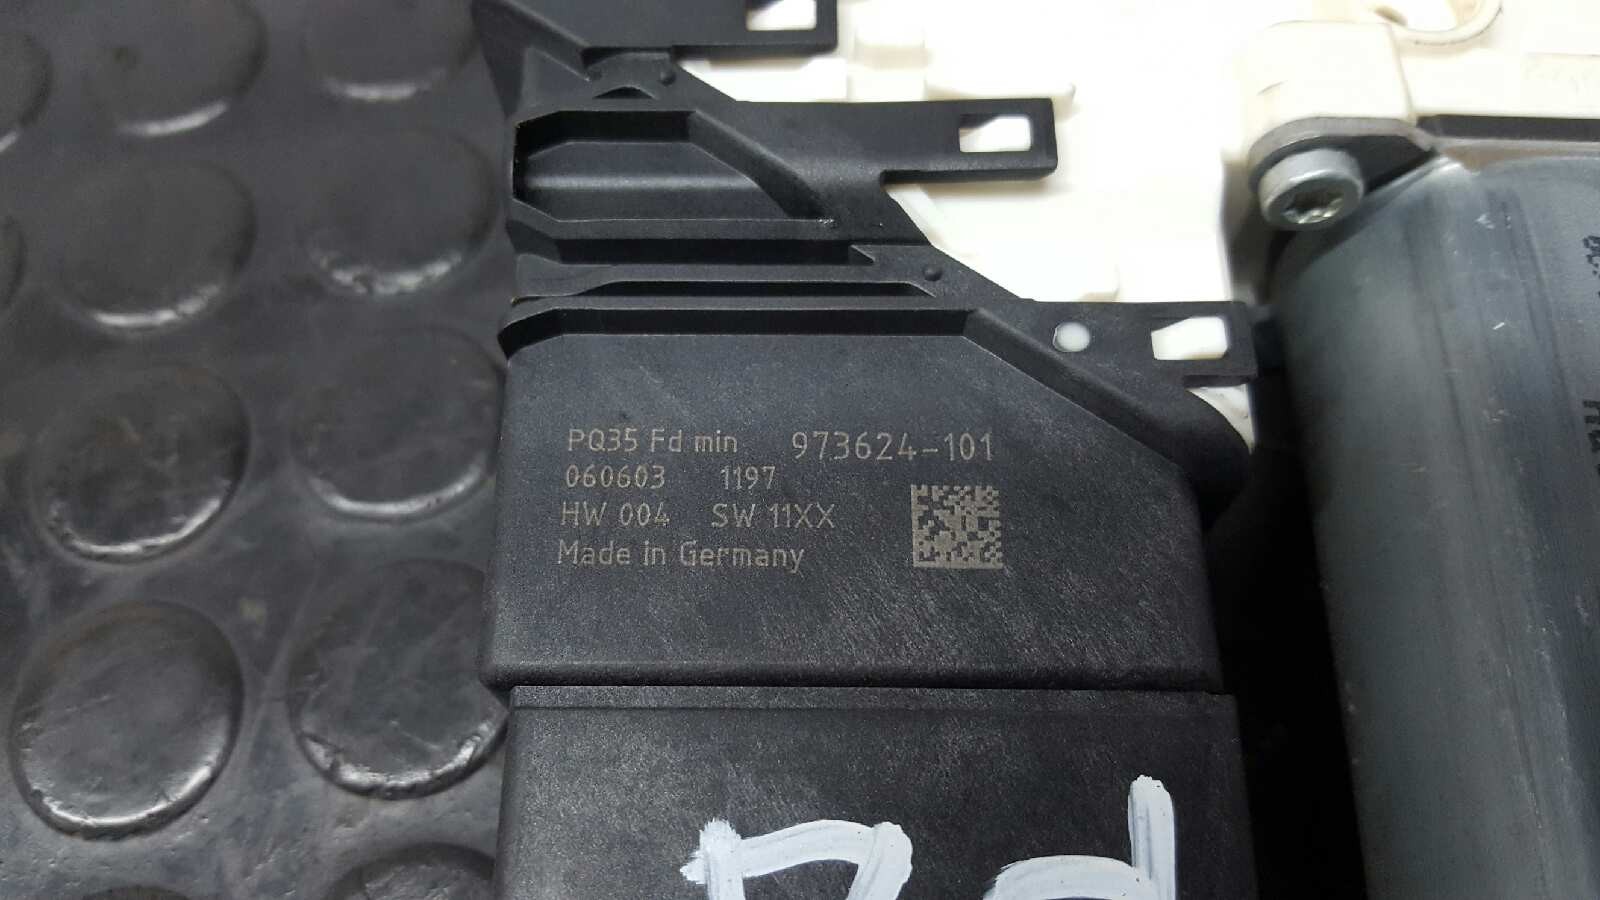 PQ35 Fd min 973624-101
060603 1197
HW 004 SW 11XX
Made in Germany